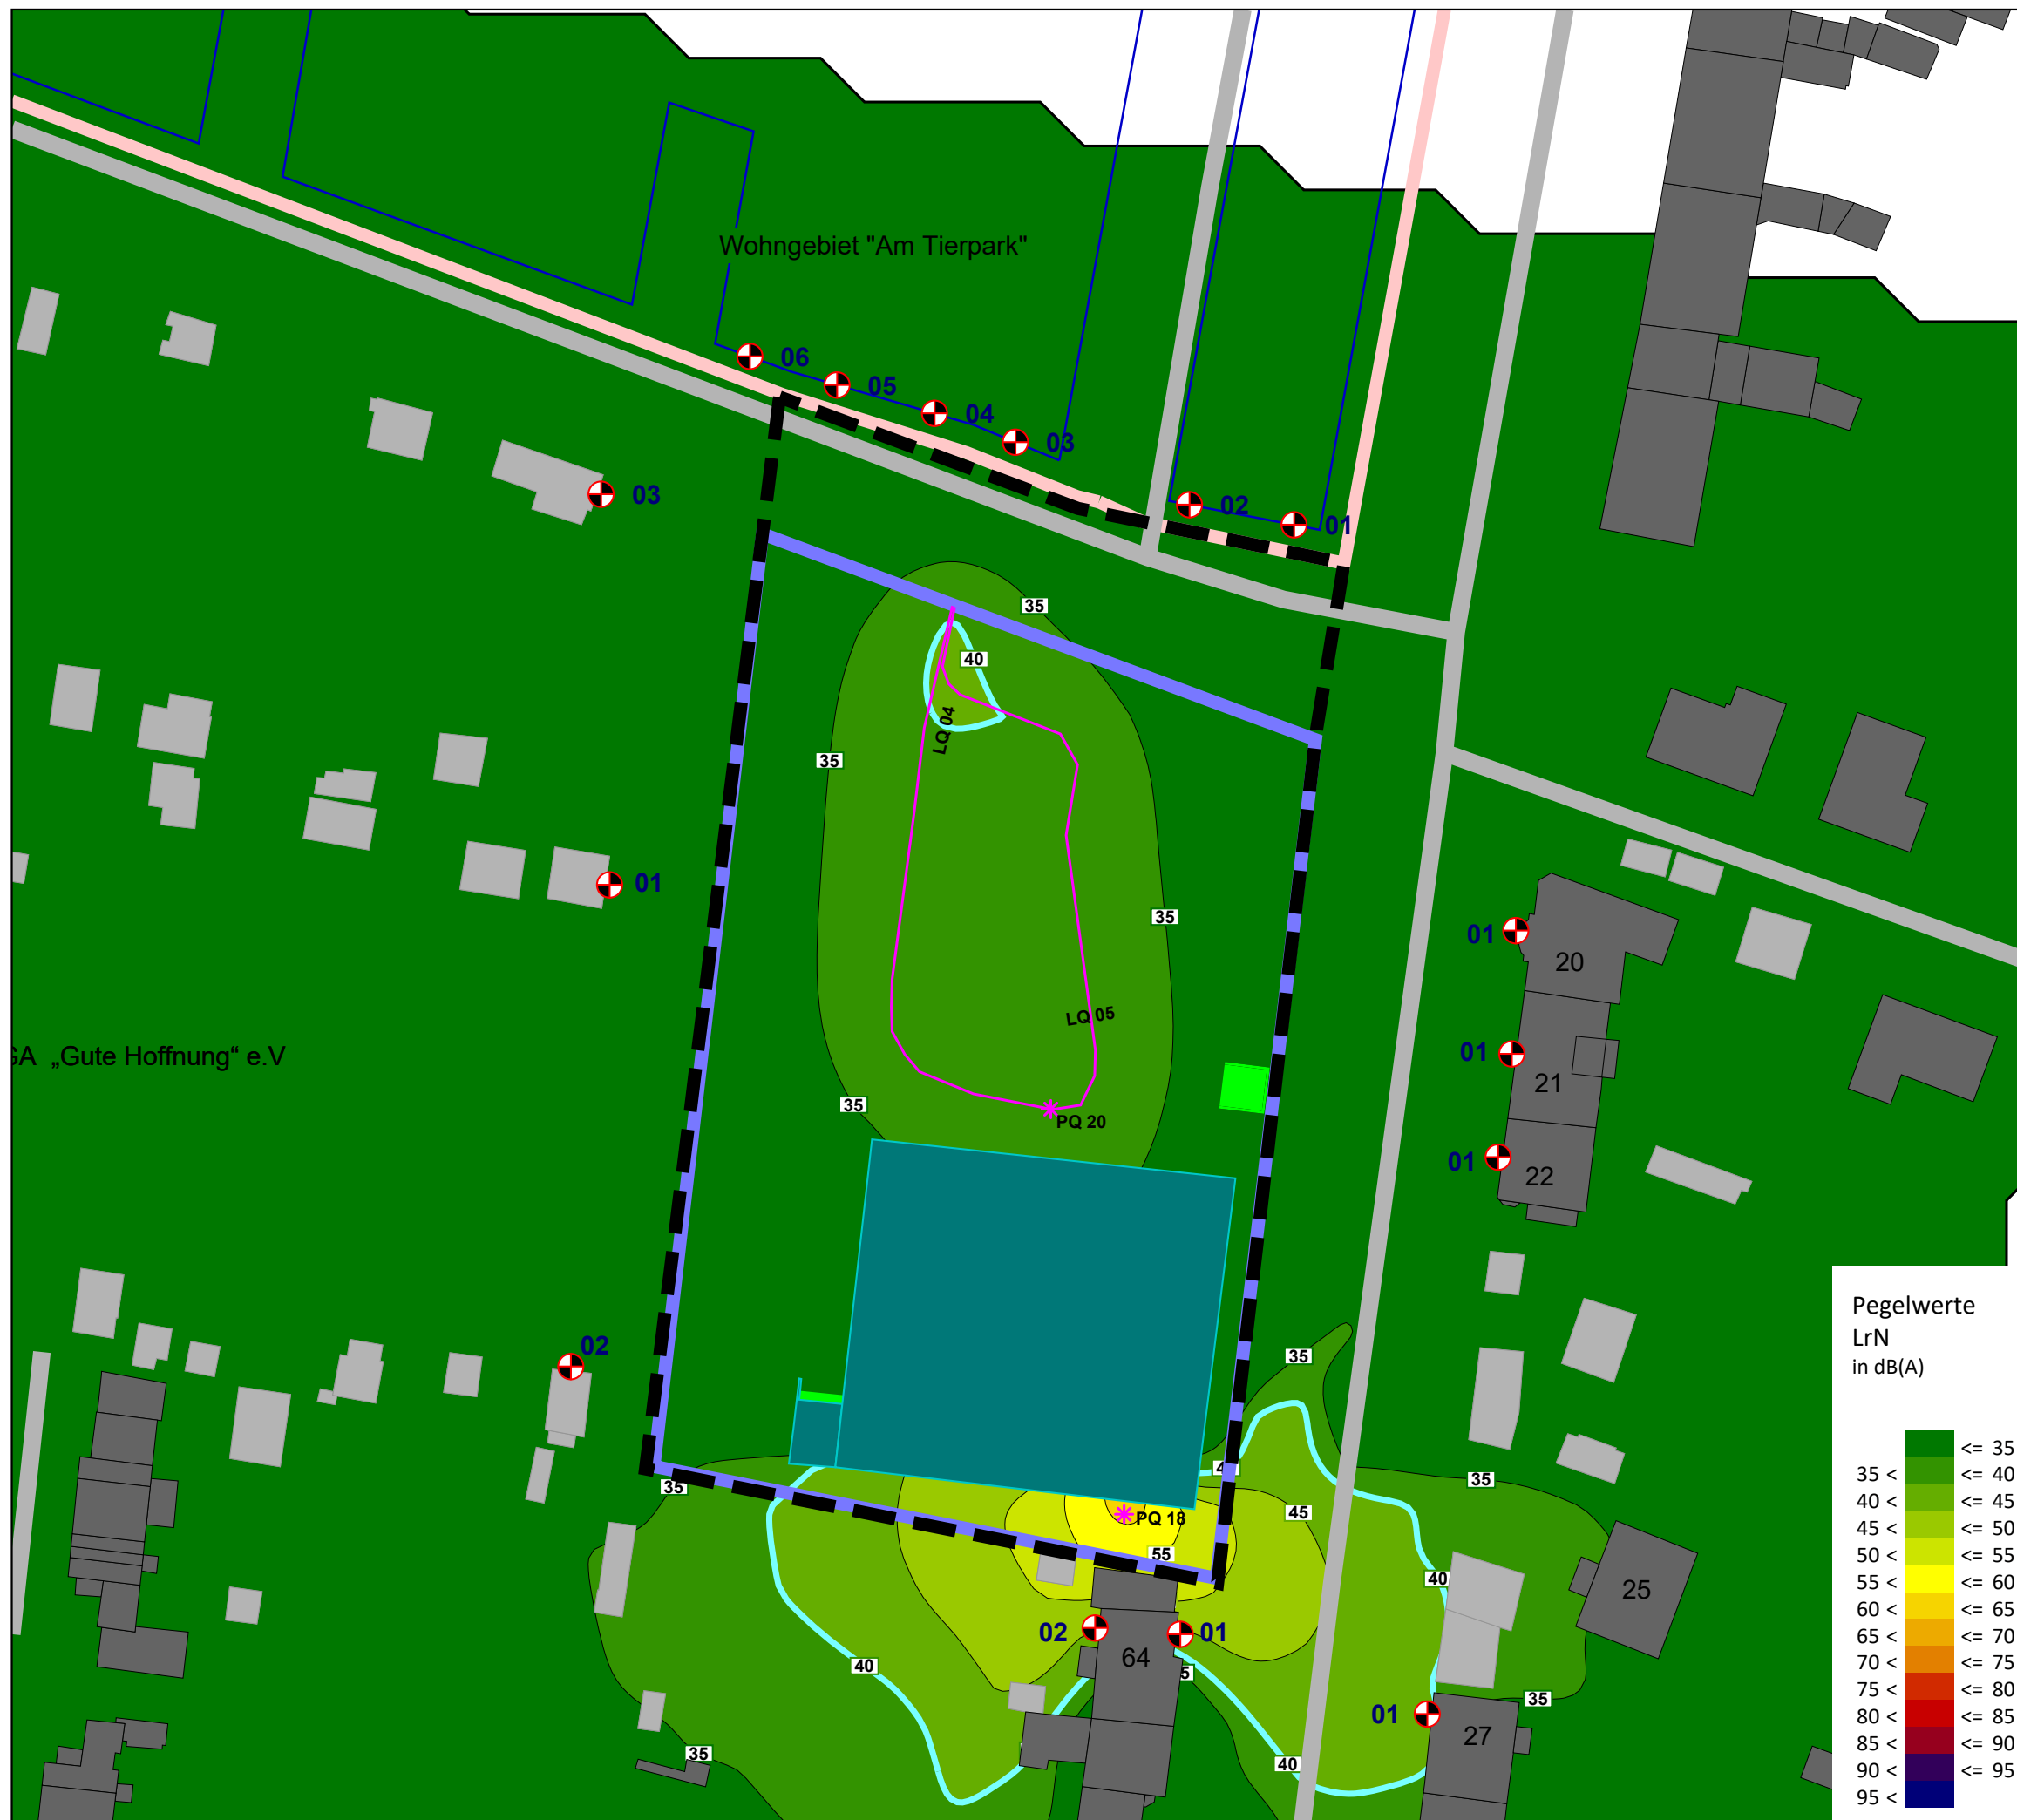 Wohngebiet "Am Tierpark"
06
05
04
03
03
02
01
35
40
LQ 04
35
01
35
01
20
LQ 05
01
21
„Gute Hoffnung“ e.V
35
PQ 20
01
22
02
35
35
35
45
PQ 18
55
40
25
02
01
64
40
35
01
27
35
40
Pegelwerte
LrN
in dB(A)
<= 35
35 < <= 40
40 < <= 45
45 < <= 50
50 < <= 55
55 < <= 60
60 < <= 65
65 < <= 70
70 < <= 75
75 < <= 80
80 < <= 85
85 < <= 90
90 < <= 95
95 <